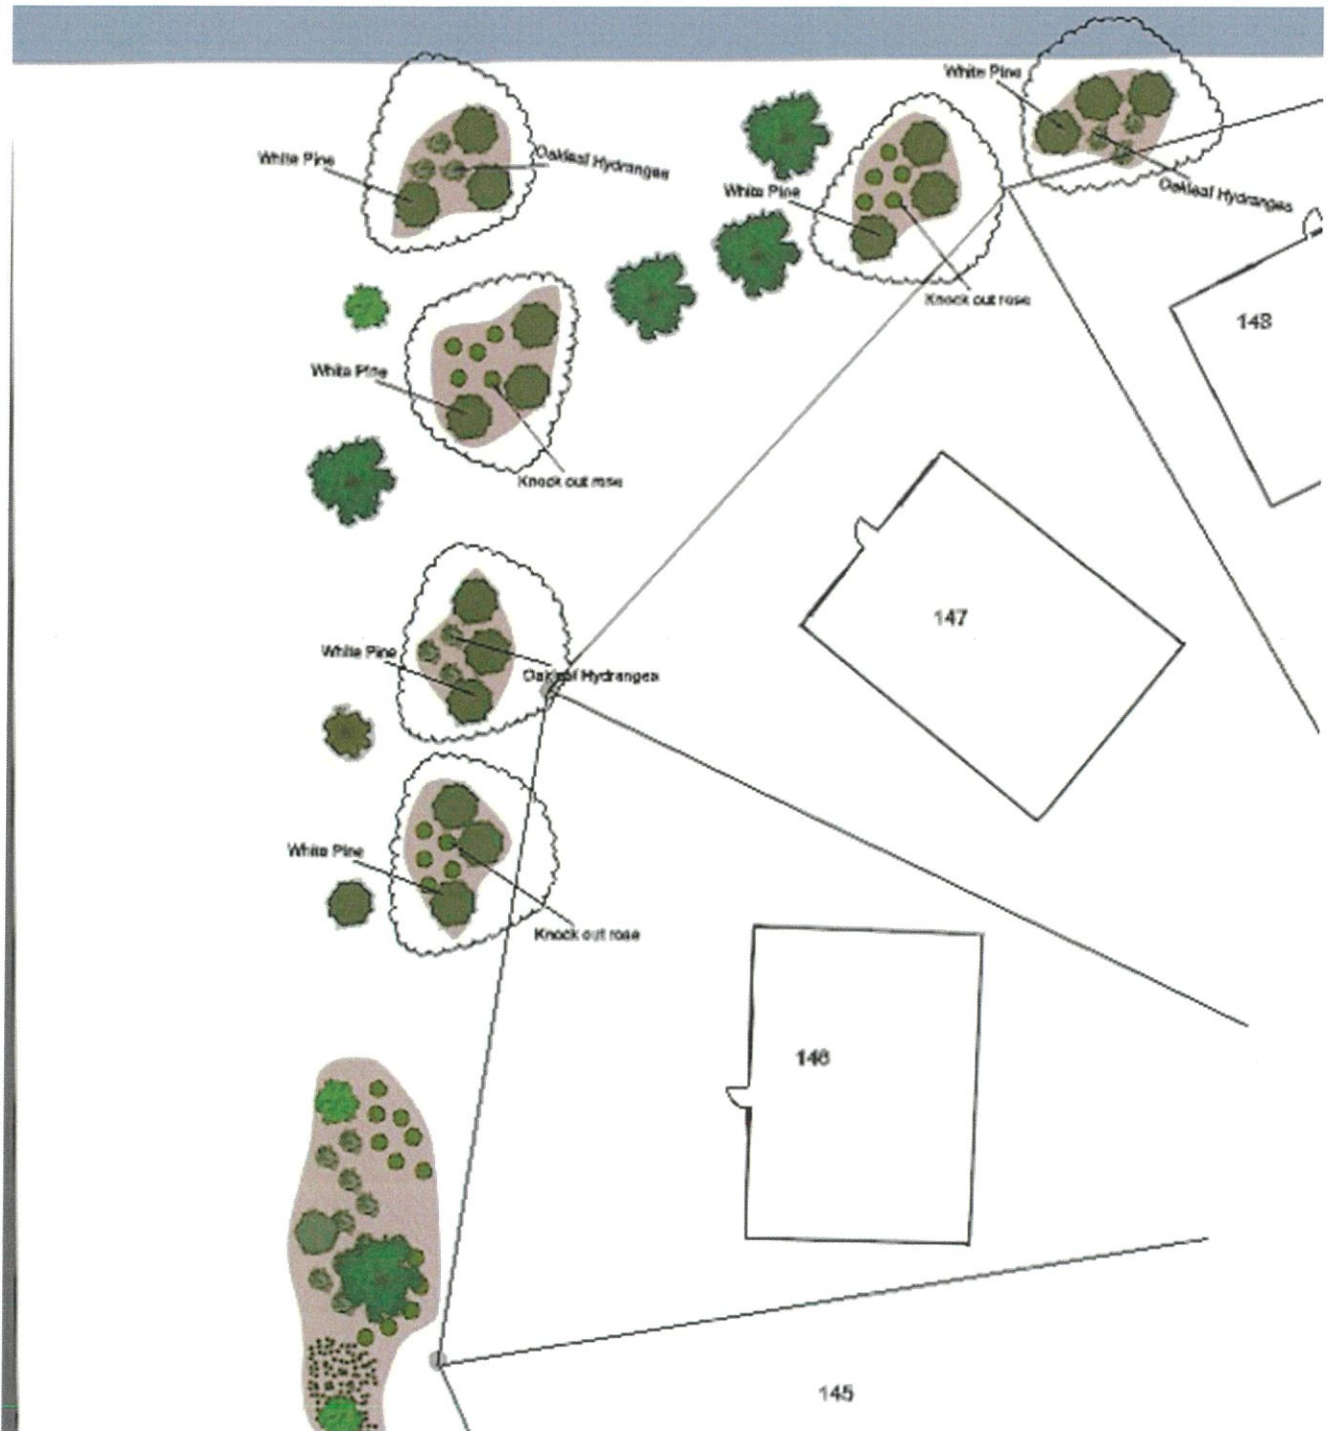 White Pine
White Pine
Oakleaf Hydrangea
White Pine
Oakleaf Hydrangea
Knock out rose
148
White Pine
Knock out rose
147
White Pine
Oakleaf Hydrangea
White Pine
Knock out rose
146
145